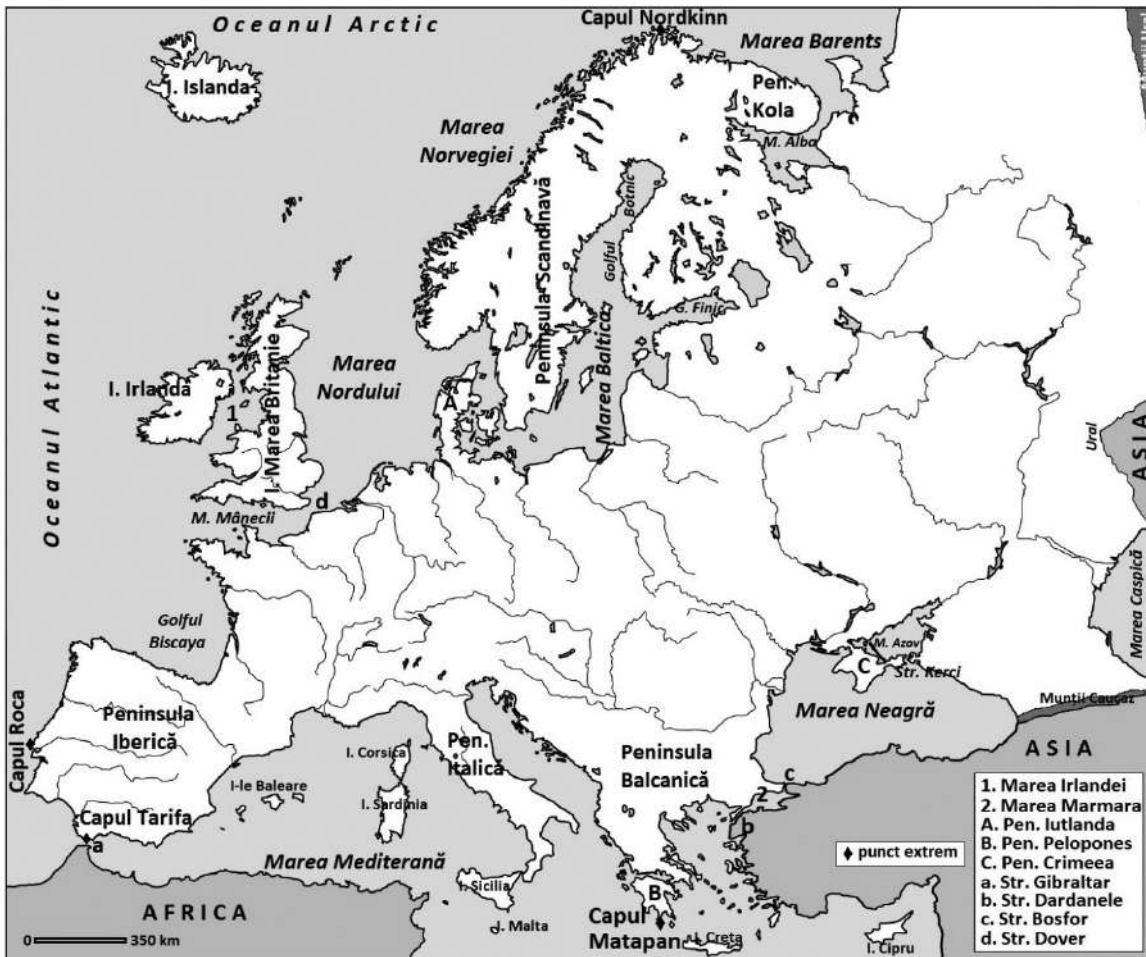 Oceanul Arctic
Capul Nordkinn
Marea Barents
I. Islanda
Pen.
Kola
Marea
Norvegiei
M. Alba
Peninsula Scandinavă
Golful Botnic
G. Finic
Oceanul Atlantic
Marea
Nordului
Marea Baltica
I. Irlanda
1
I. Marea Britanie
A
Ural
ASIA
d
M. Mânecii
Golful
Biscaya
Marea Caspică
M. Azov
C
Str. Kerci
Capul Roca
Peninsula
Iberică
Marea Neagră
Munții Caucaz
Pen.
Italică
I. Corsica
Peninsula
Balcanică
ASIA
I-le Baleare
I. Sardinia
c
2
b
Capul Tarifa
a
Marea Mediterană
I. Sicilia
B
AFRICA
I. Malta
Capul
Matapan
I. Creta
I. Cipru
0 350 km
punct extrem
1. Marea Irlandei
2. Marea Marmara
A. Pen. Iutlanda
B. Pen. Pelopones
C. Pen. Crimeea
a. Str. Gibraltar
b. Str. Dardanele
c. Str. Bosfor
d. Str. Dover